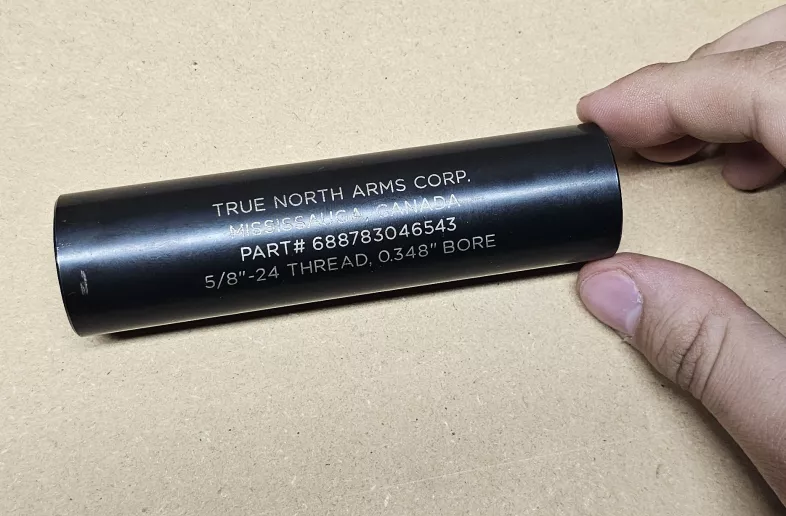 TRUE NORTH ARMS CORP.
MISSISSAUGA, CANADA
PART# 688783046543
5/8"-24 THREAD, 0.348" BORE